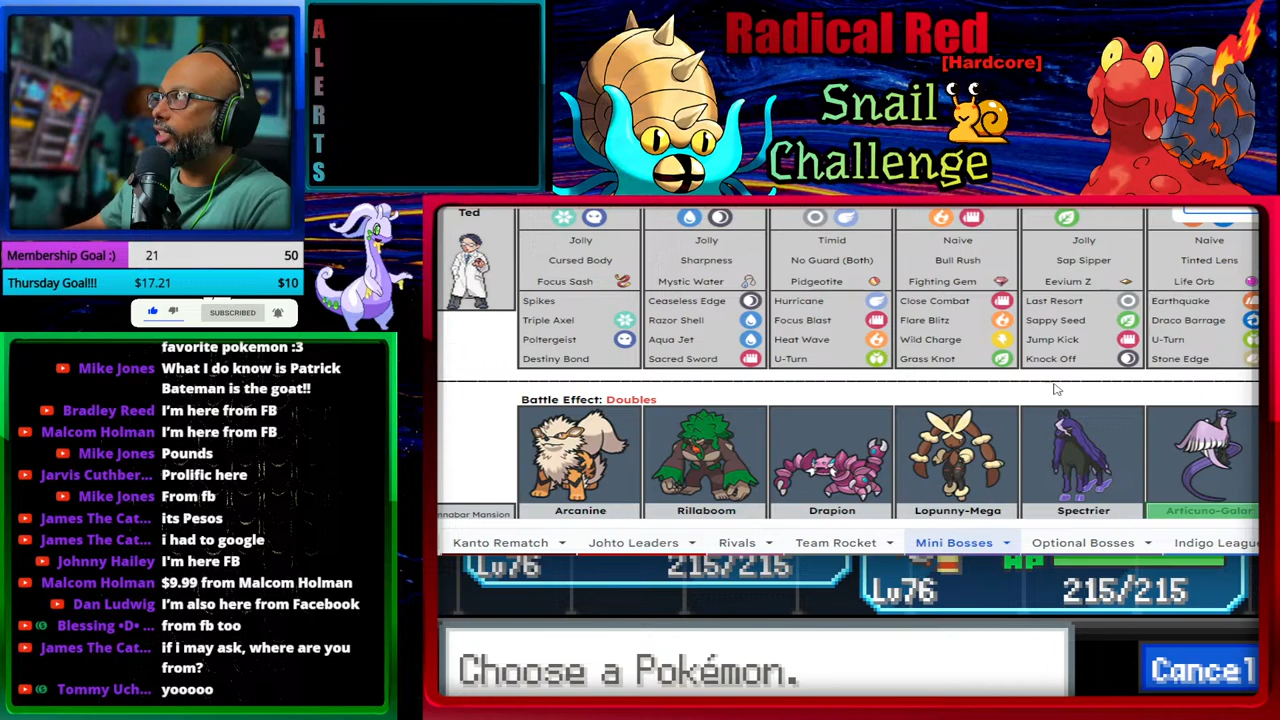 ALERTS
Radical Red
[Hardcore]
Snail
Challenge
Membership Goal :) 21 50
Thursday Goal!!! $17.21 $10
SUBSCRIBED
favorite pokemon :3
Mike Jones What I do know is Patrick
Bateman is the goat!!
Bradley Reed I'm here from FB
Malcom Holman I'm here from FB
Mike Jones Pounds
Jarvis Cuthber... Prolific here
Mike Jones From fb
James The Cat... its Pesos
James The Cat... i had to google
Johnny Hailey I'm here FB
Malcom Holman $9.99 from Malcom Holman
Dan Ludwig I'm also here from Facebook
Blessing •D• ... from fb too
James The Cat... if i may ask, where are you
from?
Tommy Uch... yooooo
Ted
Jolly Jolly Timid Naive Jolly Naive
Cursed Body Sharpness No Guard (Both) Bull Rush Sap Sipper Tinted Lens
Focus Sash Mystic Water Pidgeotite Fighting Gem Eevium Z Life Orb
Spikes Ceaseless Edge Hurricane Close Combat Last Resort Earthquake
Triple Axel Razor Shell Focus Blast Flare Blitz Sappy Seed Draco Barrage
Poltergeist Aqua Jet Heat Wave Wild Charge Jump Kick U-Turn
Destiny Bond Sacred Sword U-Turn Grass Knot Knock Off Stone Edge
Battle Effect: Doubles
nnabar Mansion Arcanine Rillaboom Drapion Lopunny-Mega Spectrier Articuno-Galar
Kanto Rematch Johto Leaders Rivals Team Rocket Mini Bosses Optional Bosses Indigo League
Lv76 215/215
HP
Lv76 215/215
Choose a Pokémon.
Cancel